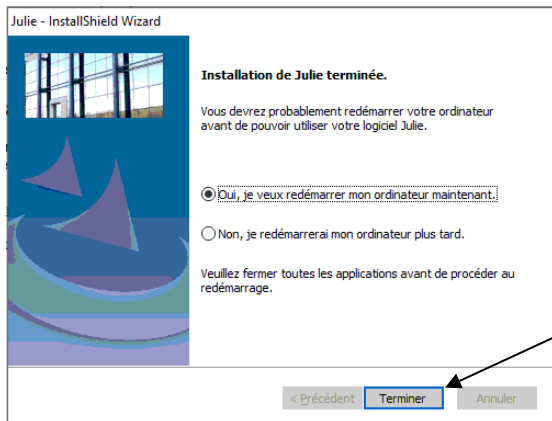 Julie - InstallShield Wizard
Installation de Julie terminée.
Vous devrez probablement redémarrer votre ordinateur
avant de pouvoir utiliser votre logiciel Julie.
Oui, je veux redémarrer mon ordinateur maintenant.
Non, je redémarrerai mon ordinateur plus tard.
Veuillez fermer toutes les applications avant de procéder au
redémarrage.
< Précédent Terminer Annuler